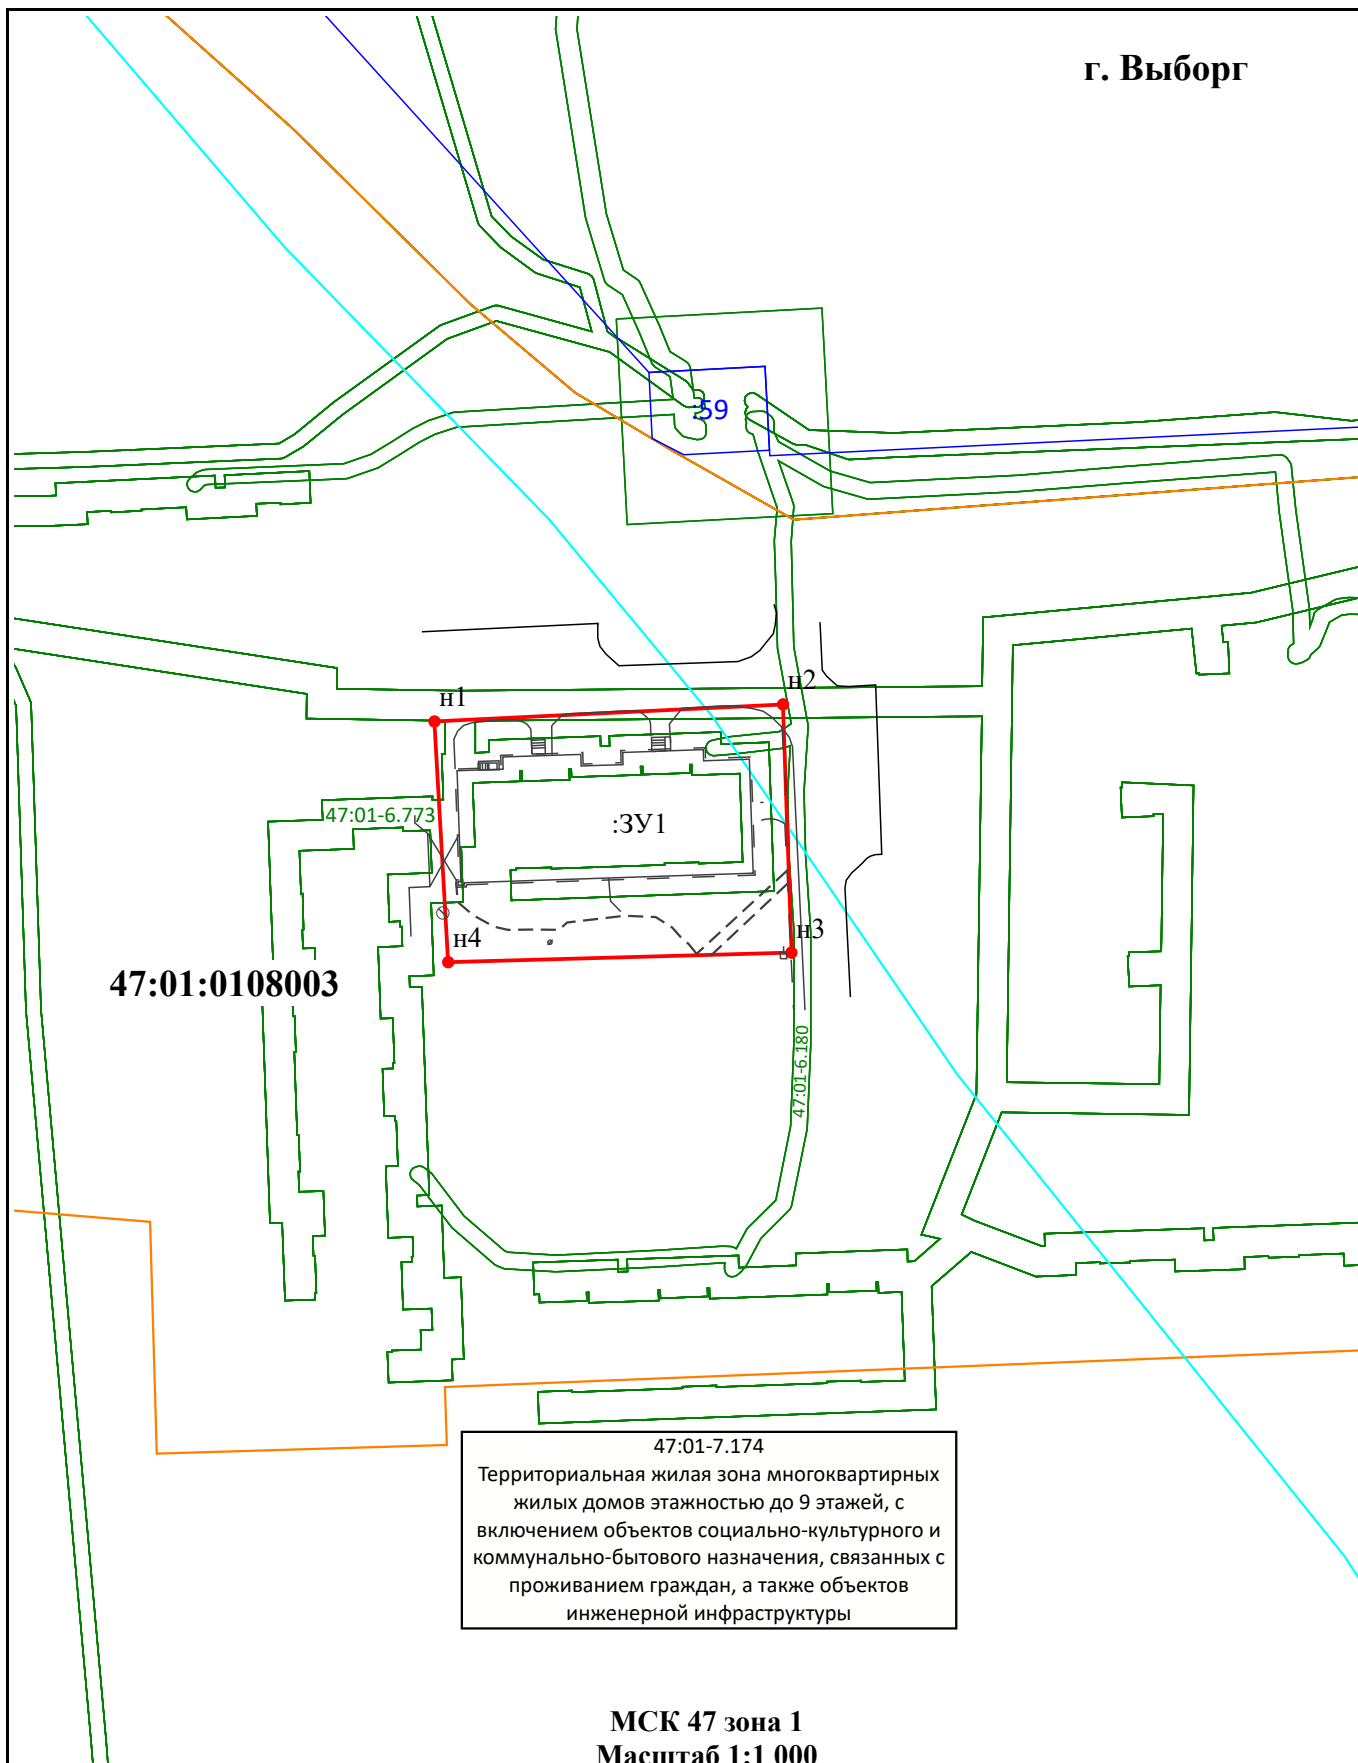 г. Выборг
:59
н1
н2
47:01-6.773
:ЗУ1
н4
н3
47:01:0108003
47:01-6.180
47:01-7.174
Территориальная жилая зона многоквартирных
жилых домов этажностью до 9 этажей, с
включением объектов социально-культурного и
коммунально-бытового назначения, связанных с
проживанием граждан, а также объектов
инженерной инфраструктуры
МСК 47 зона 1
Масштаб 1:1 000